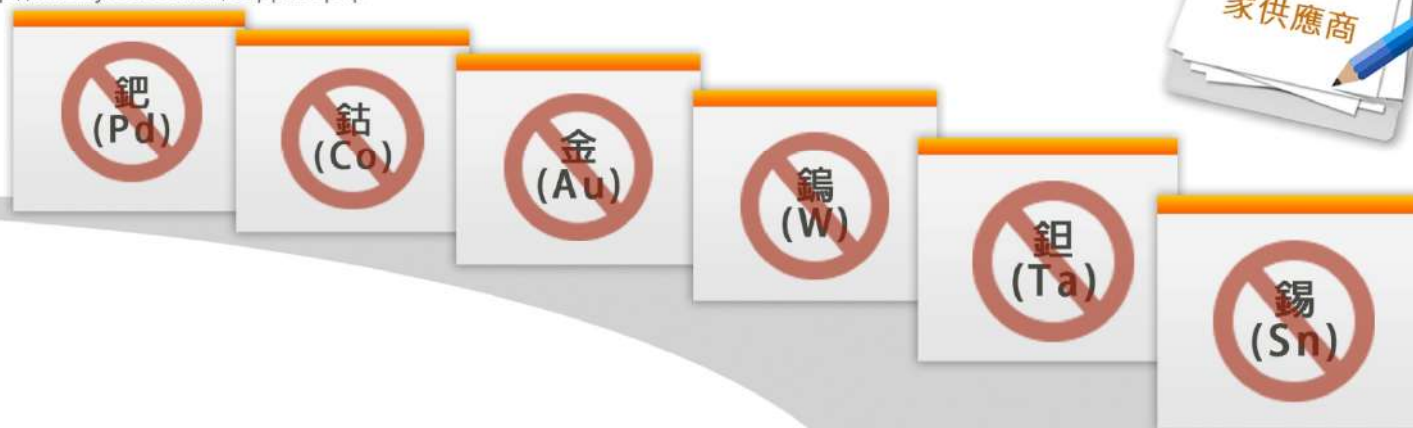 家供應商
鈀
(Pd)
鈷
(Co)
金
(Au)
鎢
(W)
鉭
(Ta)
錫
(Sn)